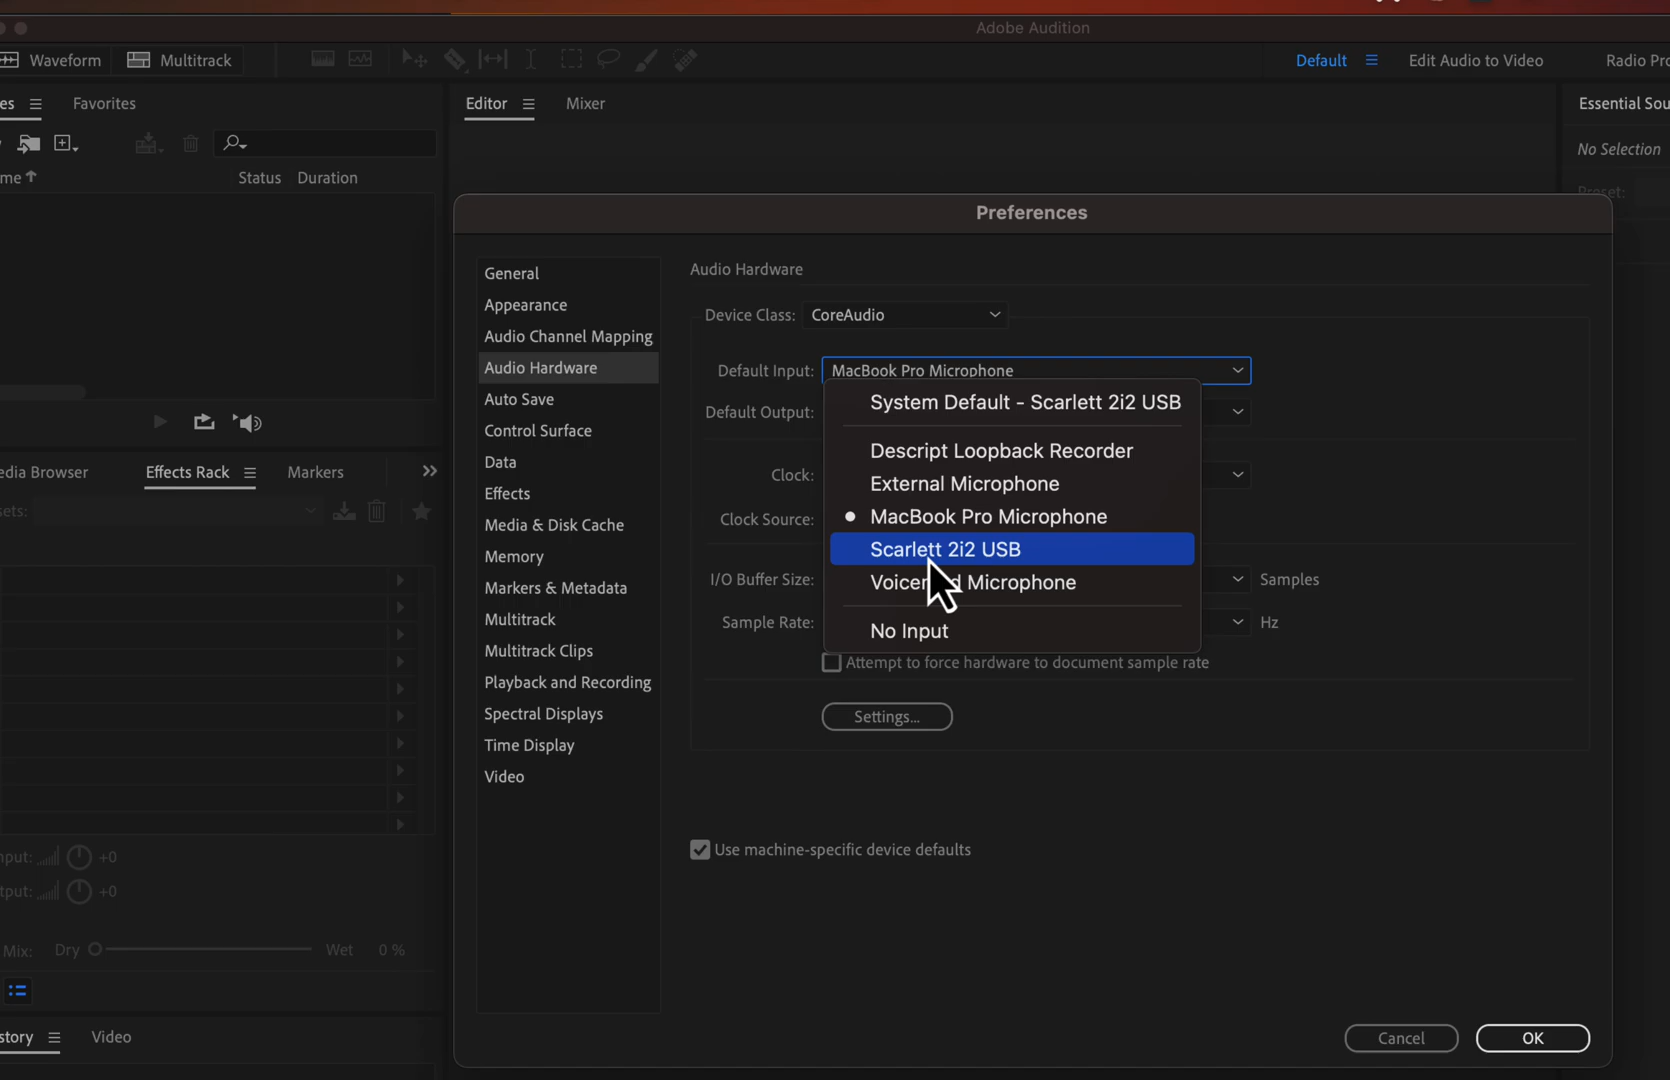 Adobe Audition
Waveform
Multitrack
Default
Edit Audio to Video
Radio Pro
es
Favorites
Editor
Mixer
Essential Sou
No Selection
me
Status
Duration
Preset:
Preferences
General
Appearance
Audio Channel Mapping
Audio Hardware
Auto Save
Control Surface
Data
Effects
Media & Disk Cache
Memory
Markers & Metadata
Multitrack
Multitrack Clips
Playback and Recording
Spectral Displays
Time Display
Video
Audio Hardware
Device Class: CoreAudio
Default Input: MacBook Pro Microphone
Default Output:
Clock:
Clock Source:
I/O Buffer Size:
Samples
Sample Rate:
Hz
System Default - Scarlett 2i2 USB
Descript Loopback Recorder
External Microphone
MacBook Pro Microphone
Scarlett 2i2 USB
Microphone
No Input
Attempt to force hardware to document sample rate
Settings...
Use machine-specific device defaults
Cancel
OK
edia Browser
Effects Rack
Markers
sets:
nput: +0
tput: +0
Mix: Dry Wet 0 %
story
Video